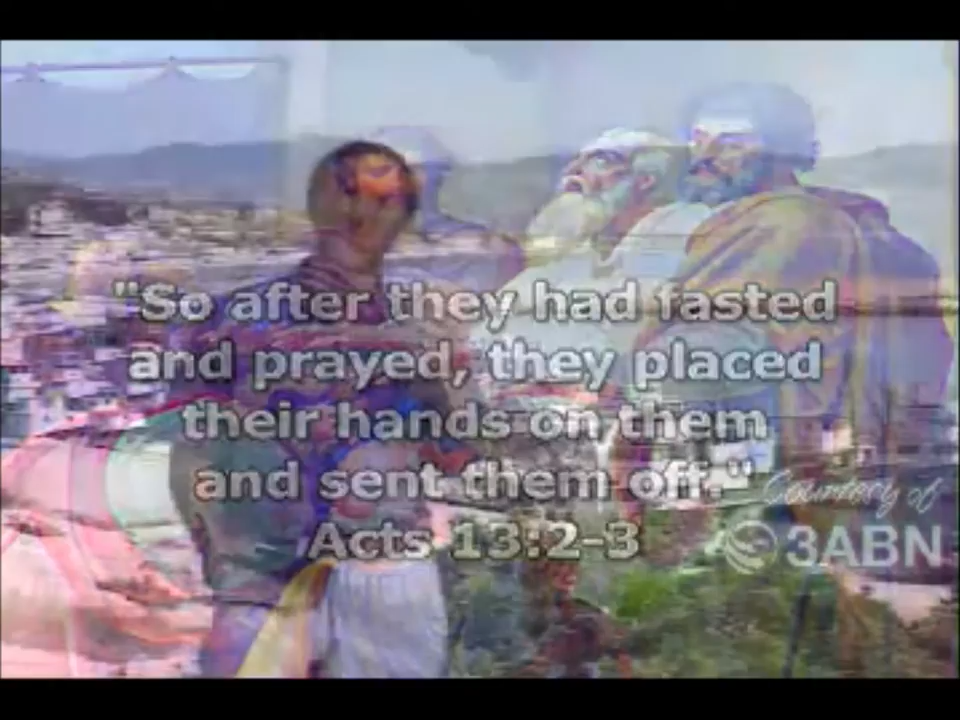 "So after they had fasted
and prayed, they placed
their hands on them
and sent them off."
Acts 13:2-3
Courtesy of
3ABN